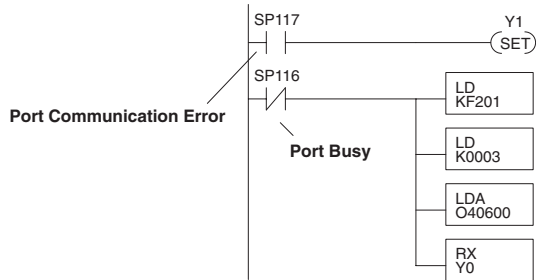 SP117
Y1
SET
SP116
LD
KF201
Port Communication Error
Port Busy
LD
K0003
LDA
O40600
RX
Y0